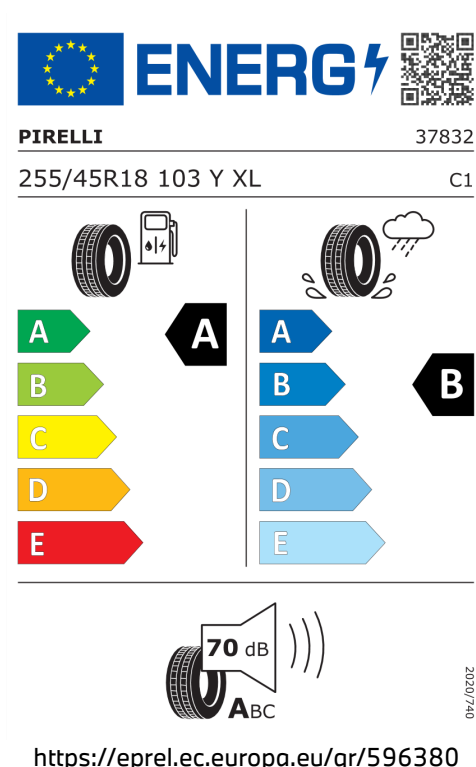 ENERG
PIRELLI 37832
255/45R18 103 Y XL C1
A A A
B B B
C C
D D
E E
70 dB
ABC
2020/740
https://eprel.ec.europa.eu/qr/596380